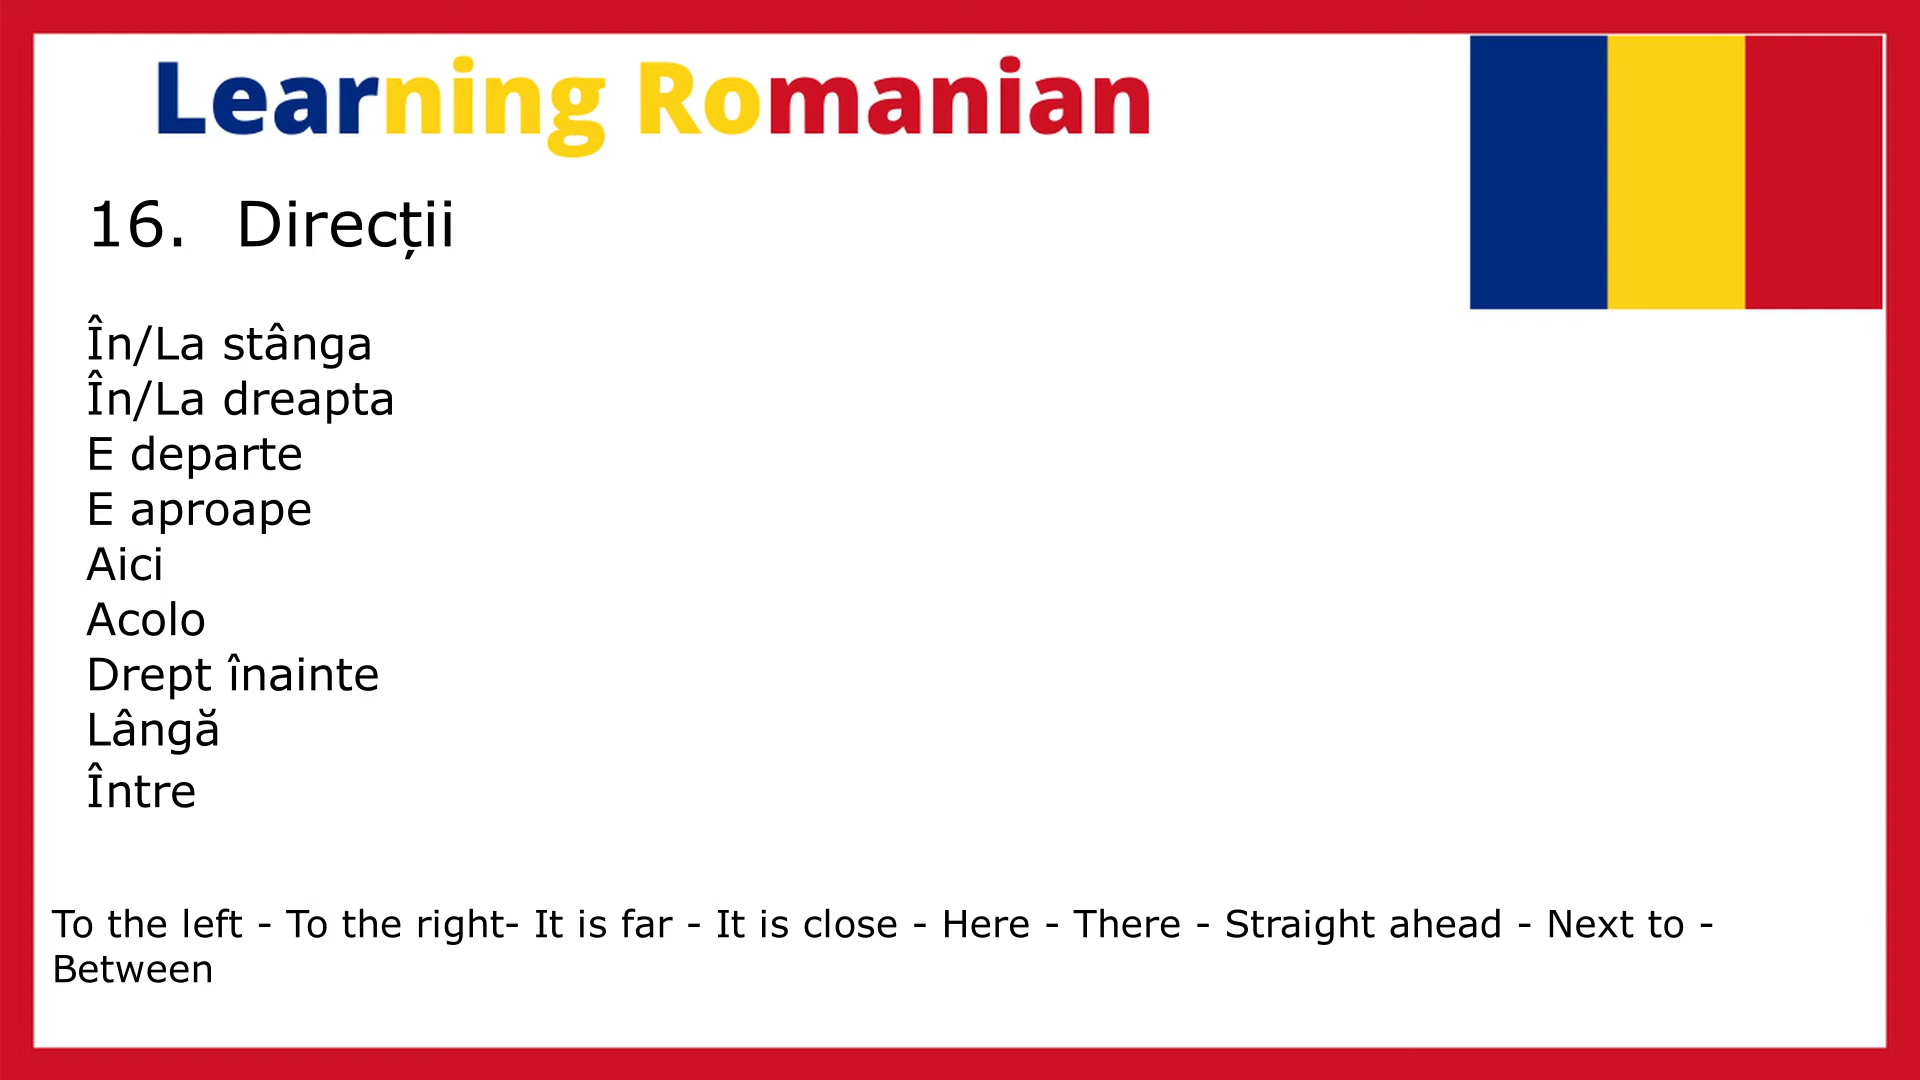 Learning Romanian
16. Direcții
În/La stânga
În/La dreapta
E departe
E aproape
Aici
Acolo
Drept înainte
Lângă
Între
To the left - To the right- It is far - It is close - Here - There - Straight ahead - Next to -
Between